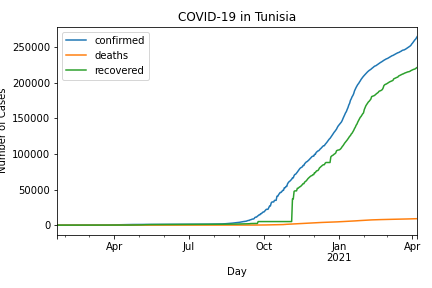 COVID-19 in Tunisia
confirmed
deaths
recovered
250000
200000
150000
100000
50000
0
Number of Cases
Apr
Jul
Oct
Jan
2021
Apr
Day